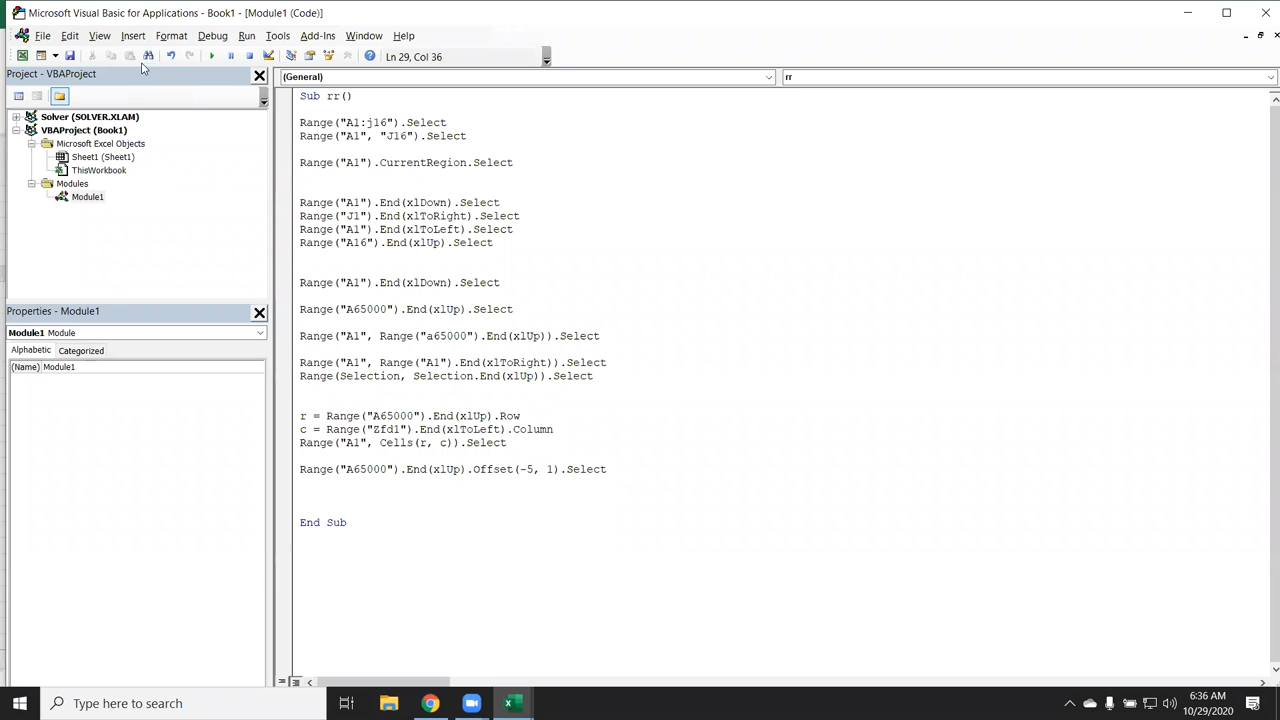 Microsoft Visual Basic for Applications - Book1 - [Module1 (Code)]
File Edit View Insert Format Debug Run Tools Add-Ins Window Help
Ln 29, Col 36
Project - VBAProject
(General) rr
Solver (SOLVER.XLAM)
VBAProject (Book1)
Microsoft Excel Objects
Sheet1 (Sheet1)
ThisWorkbook
Modules
Module1
Properties - Module1
Module1 Module
Alphabetic Categorized
(Name) Module1
Sub rr()
Range("A1:j16").Select
Range("A1", "J16").Select
Range("A1").CurrentRegion.Select
Range("A1").End(xlDown).Select
Range("J1").End(xlToRight).Select
Range("A1").End(xlToLeft).Select
Range("A16").End(xlUp).Select
Range("A1").End(xlDown).Select
Range("A65000").End(xlUp).Select
Range("A1", Range("a65000").End(xlUp)).Select
Range("A1", Range("A1").End(xlToRight)).Select
Range(Selection, Selection.End(xlUp)).Select
r = Range("A65000").End(xlUp).Row
c = Range("Zfd1").End(xlToLeft).Column
Range("A1", Cells(r, c)).Select
Range("A65000").End(xlUp).Offset(-5, 1).Select
End Sub
Type here to search
6:36 AM
10/29/2020